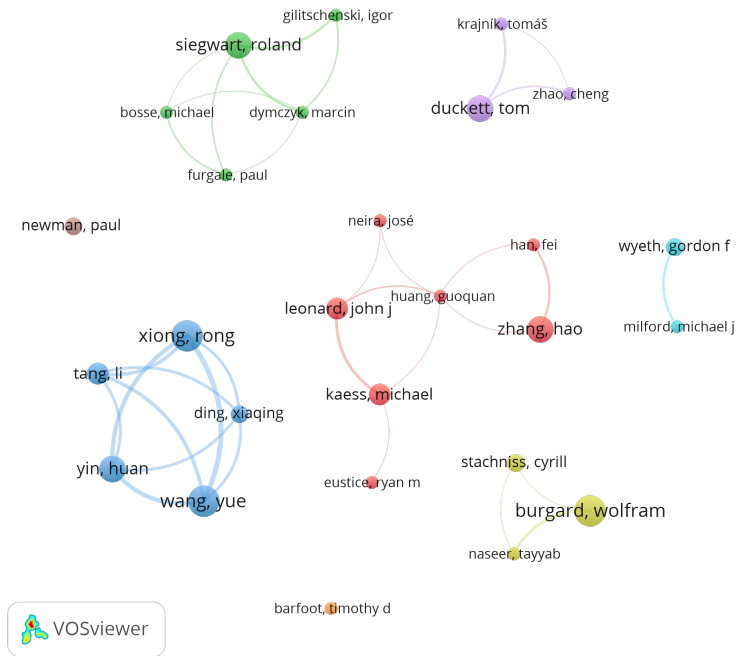 gilitschenski, igor
krajník, tomáš
siegwart, roland
zhao, cheng
duckett, tom
bosse, michael
dymczyk, marcin
furgale, paul
neira, josé
newman, paul
han, fei
wyeth, gordon f
huang, guoquan
leonard, john j
zhang, hao
milford, michael j
xiong, rong
tang, li
kaess, michael
ding, xiaqing
stachniss, cyrill
yin, huan
eustice, ryan m
wang, yue
burgard, wolfram
naseer, tayyab
barfoot, timothy d
VOSviewer